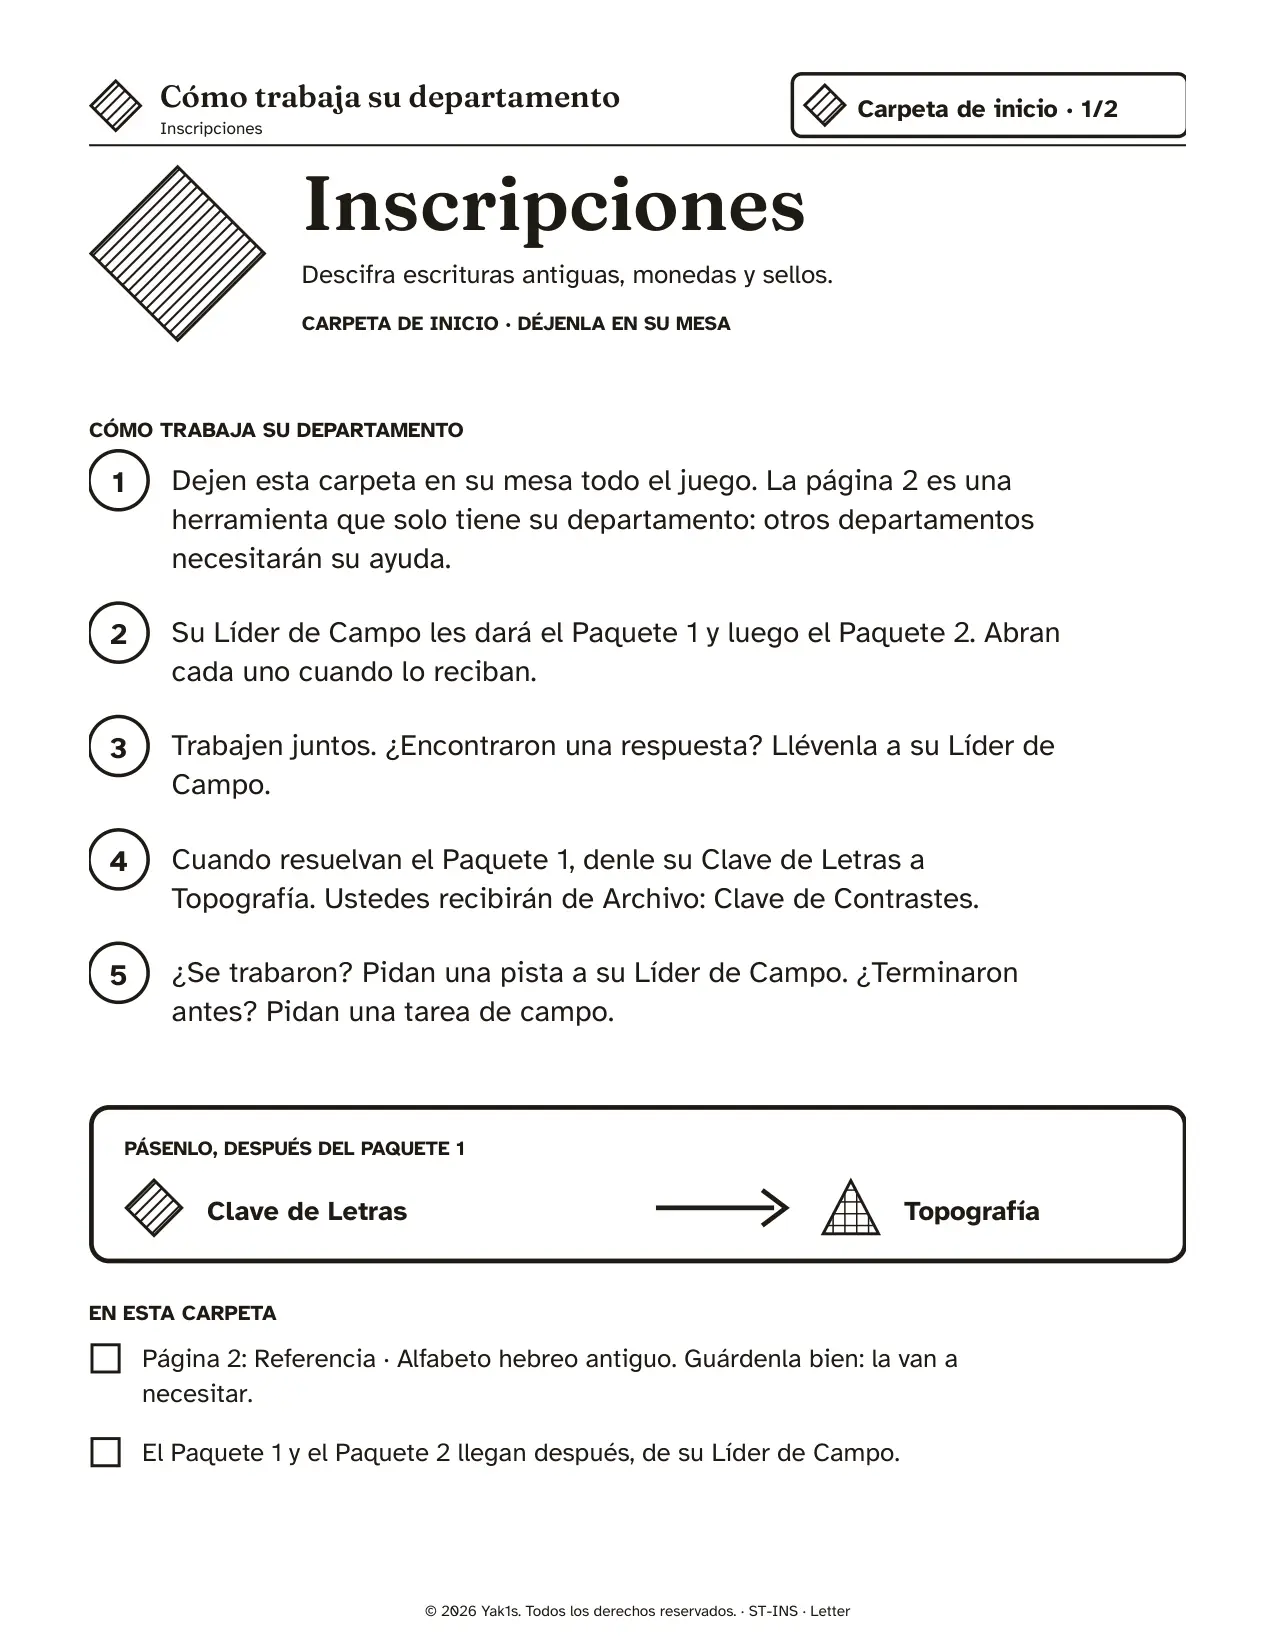 Cómo trabaja su departamento
Inscripciones
Carpeta de inicio · 1/2
Inscripciones
Descifra escrituras antiguas, monedas y sellos.
CARPETA DE INICIO · DÉJENLA EN SU MESA
CÓMO TRABAJA SU DEPARTAMENTO
1 Dejen esta carpeta en su mesa todo el juego. La página 2 es una
herramienta que solo tiene su departamento: otros departamentos
necesitarán su ayuda.
2 Su Líder de Campo les dará el Paquete 1 y luego el Paquete 2. Abran
cada uno cuando lo reciban.
3 Trabajen juntos. ¿Encontraron una respuesta? Llévenla a su Líder de
Campo.
4 Cuando resuelvan el Paquete 1, denle su Clave de Letras a
Topografía. Ustedes recibirán de Archivo: Clave de Contrastes.
5 ¿Se trabaron? Pidan una pista a su Líder de Campo. ¿Terminaron
antes? Pidan una tarea de campo.
PÁSENLO, DESPUÉS DEL PAQUETE 1
Clave de Letras
Topografía
EN ESTA CARPETA
Página 2: Referencia · Alfabeto hebreo antiguo. Guárdenla bien: la van a
necesitar.
El Paquete 1 y el Paquete 2 llegan después, de su Líder de Campo.
© 2026 Yak1s. Todos los derechos reservados. · ST-INS · Letter